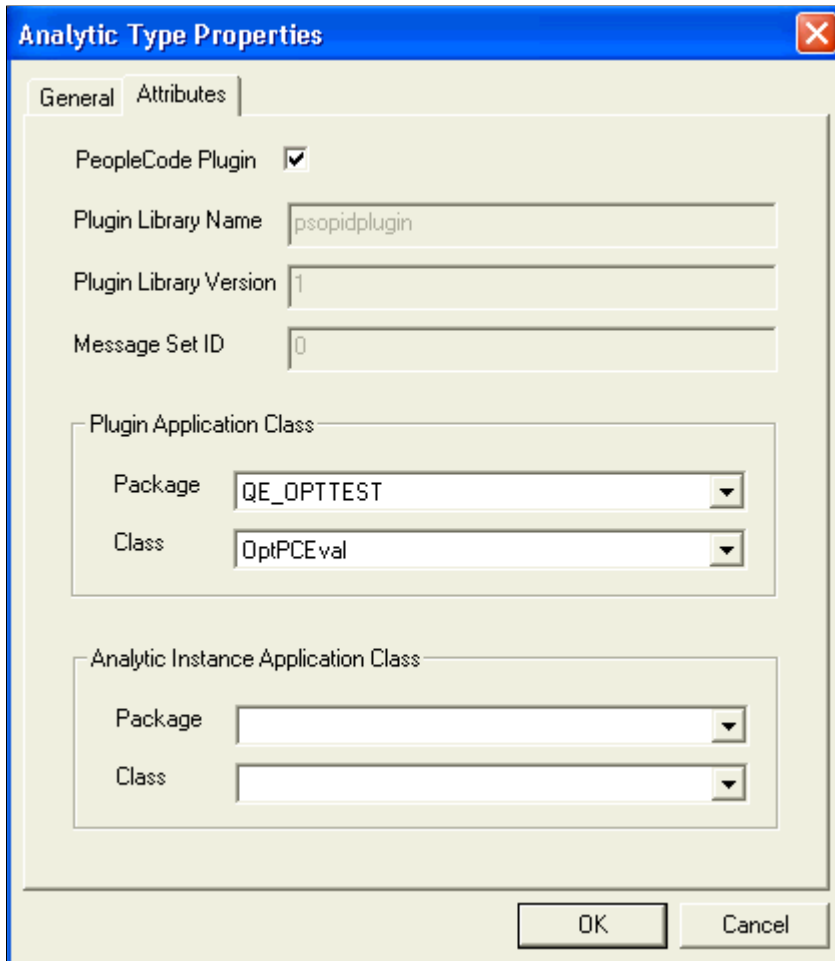 Analytic Type Properties
General Attributes
PeopleCode Plugin
Plugin Library Name psopidplugin
Plugin Library Version 1
Message Set ID 0
Plugin Application Class
Package QE_OPTTEST
Class OptPCEval
Analytic Instance Application Class
Package
Class
OK Cancel